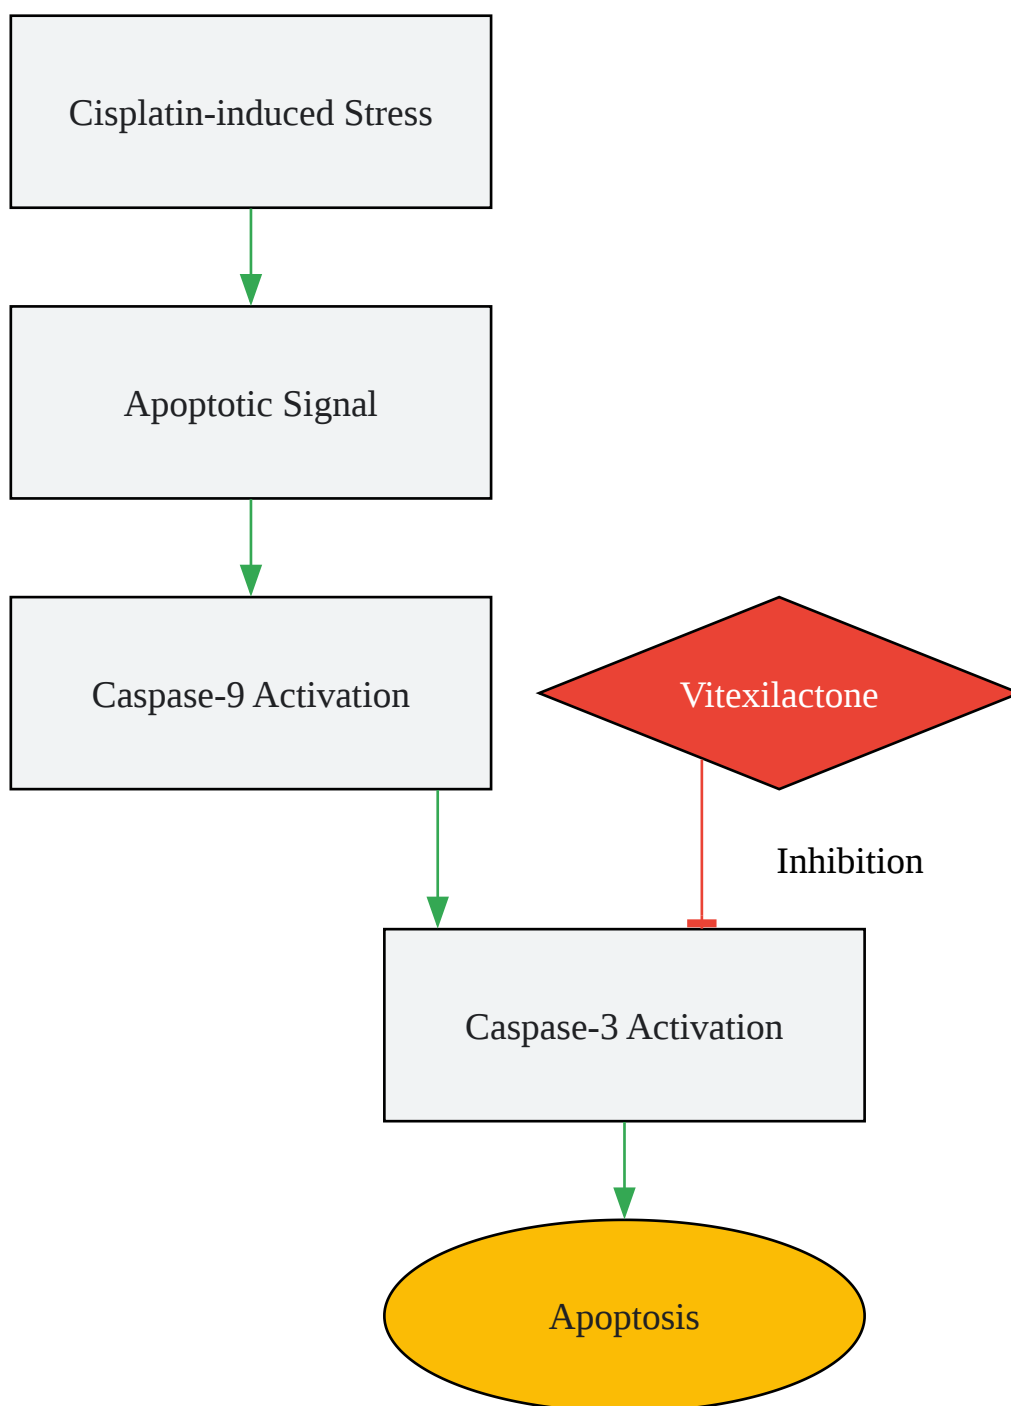 Cisplatin-induced Stress
Apoptotic Signal
Caspase-9 Activation
Vitexilactone
Inhibition
Caspase-3 Activation
Apoptosis